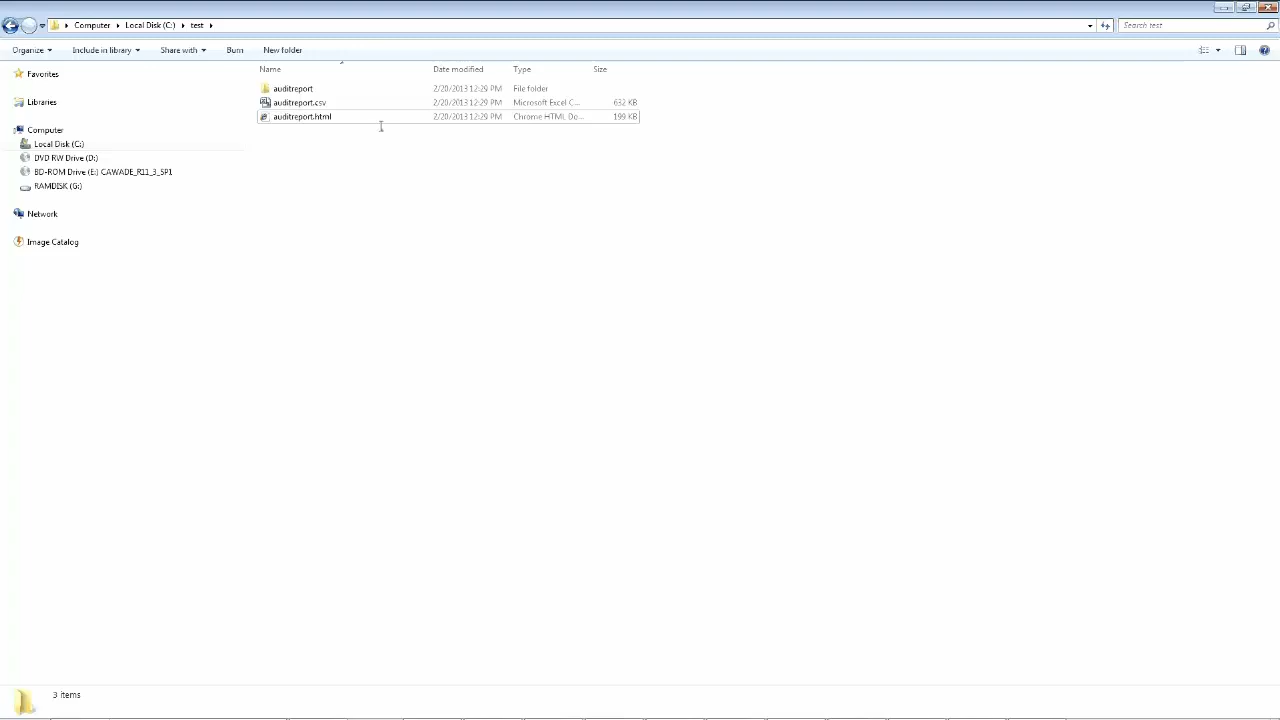 Computer Local Disk (C:) test
Search test
Organize Include in library Share with Burn New folder
Name Date modified Type Size
Favorites
Libraries
Computer
Local Disk (C:)
DVD RW Drive (D:)
BD-ROM Drive (E:) CAWADE_R11_3_SP1
RAMDISK (G:)
Network
Image Catalog
auditreport 2/20/2013 12:29 PM File folder
auditreport.csv 2/20/2013 12:29 PM Microsoft Excel C... 632 KB
auditreport.html 2/20/2013 12:29 PM Chrome HTML Do... 199 KB
3 items